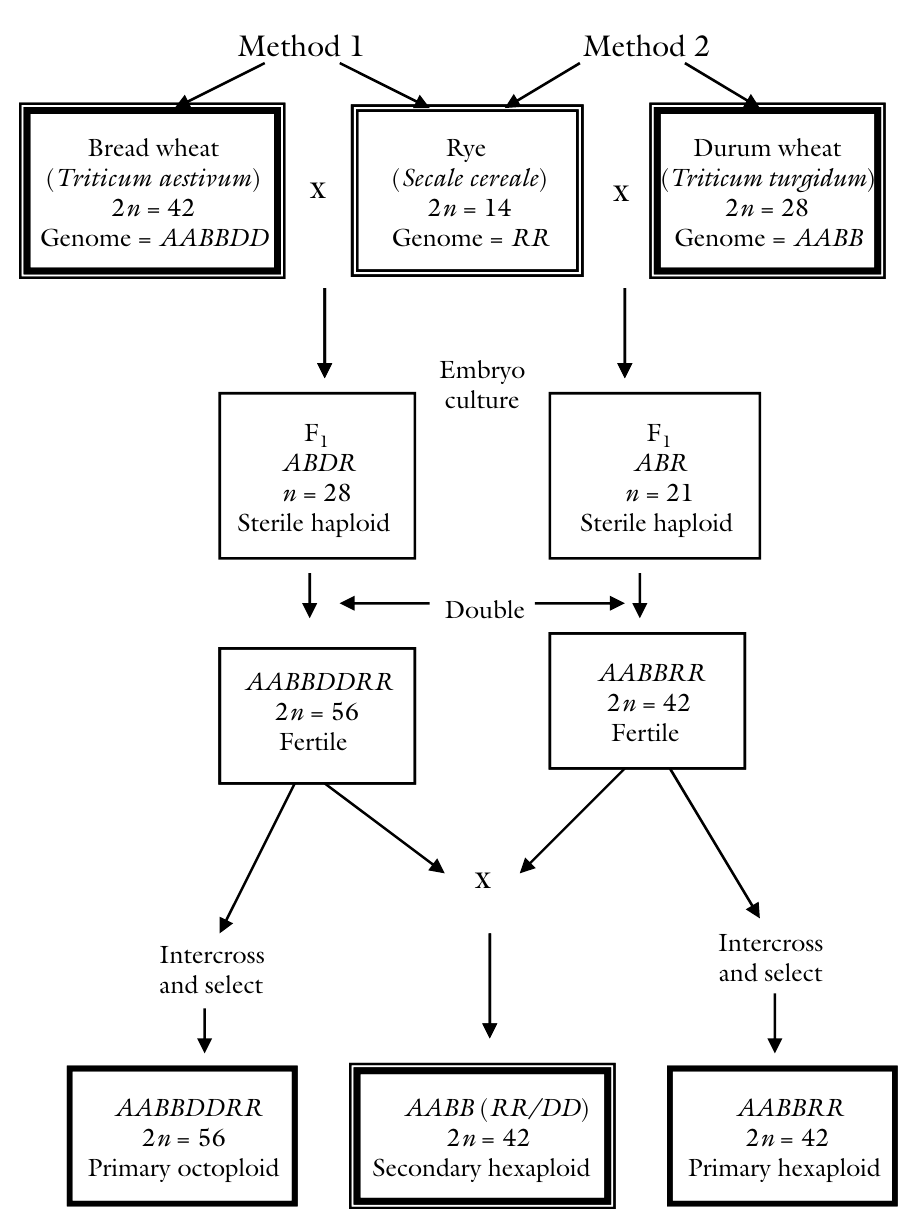 Method 1
Method 2
Bread wheat
(Triticum aestivum)
2n = 42
Genome = AABBDD
x
Rye
(Secale cereale)
2n = 14
Genome = RR
x
Durum wheat
(Triticum turgidum)
2n = 28
Genome = AABB
Embryo
culture
F1
ABDR
n = 28
Sterile haploid
F1
ABR
n = 21
Sterile haploid
Double
AABBDDRR
2n = 56
Fertile
AABBRR
2n = 42
Fertile
x
Intercross
and select
Intercross
and select
AABBDDRR
2n = 56
Primary octoploid
AABB (RR/DD)
2n = 42
Secondary hexaploid
AABBRR
2n = 42
Primary hexaploid